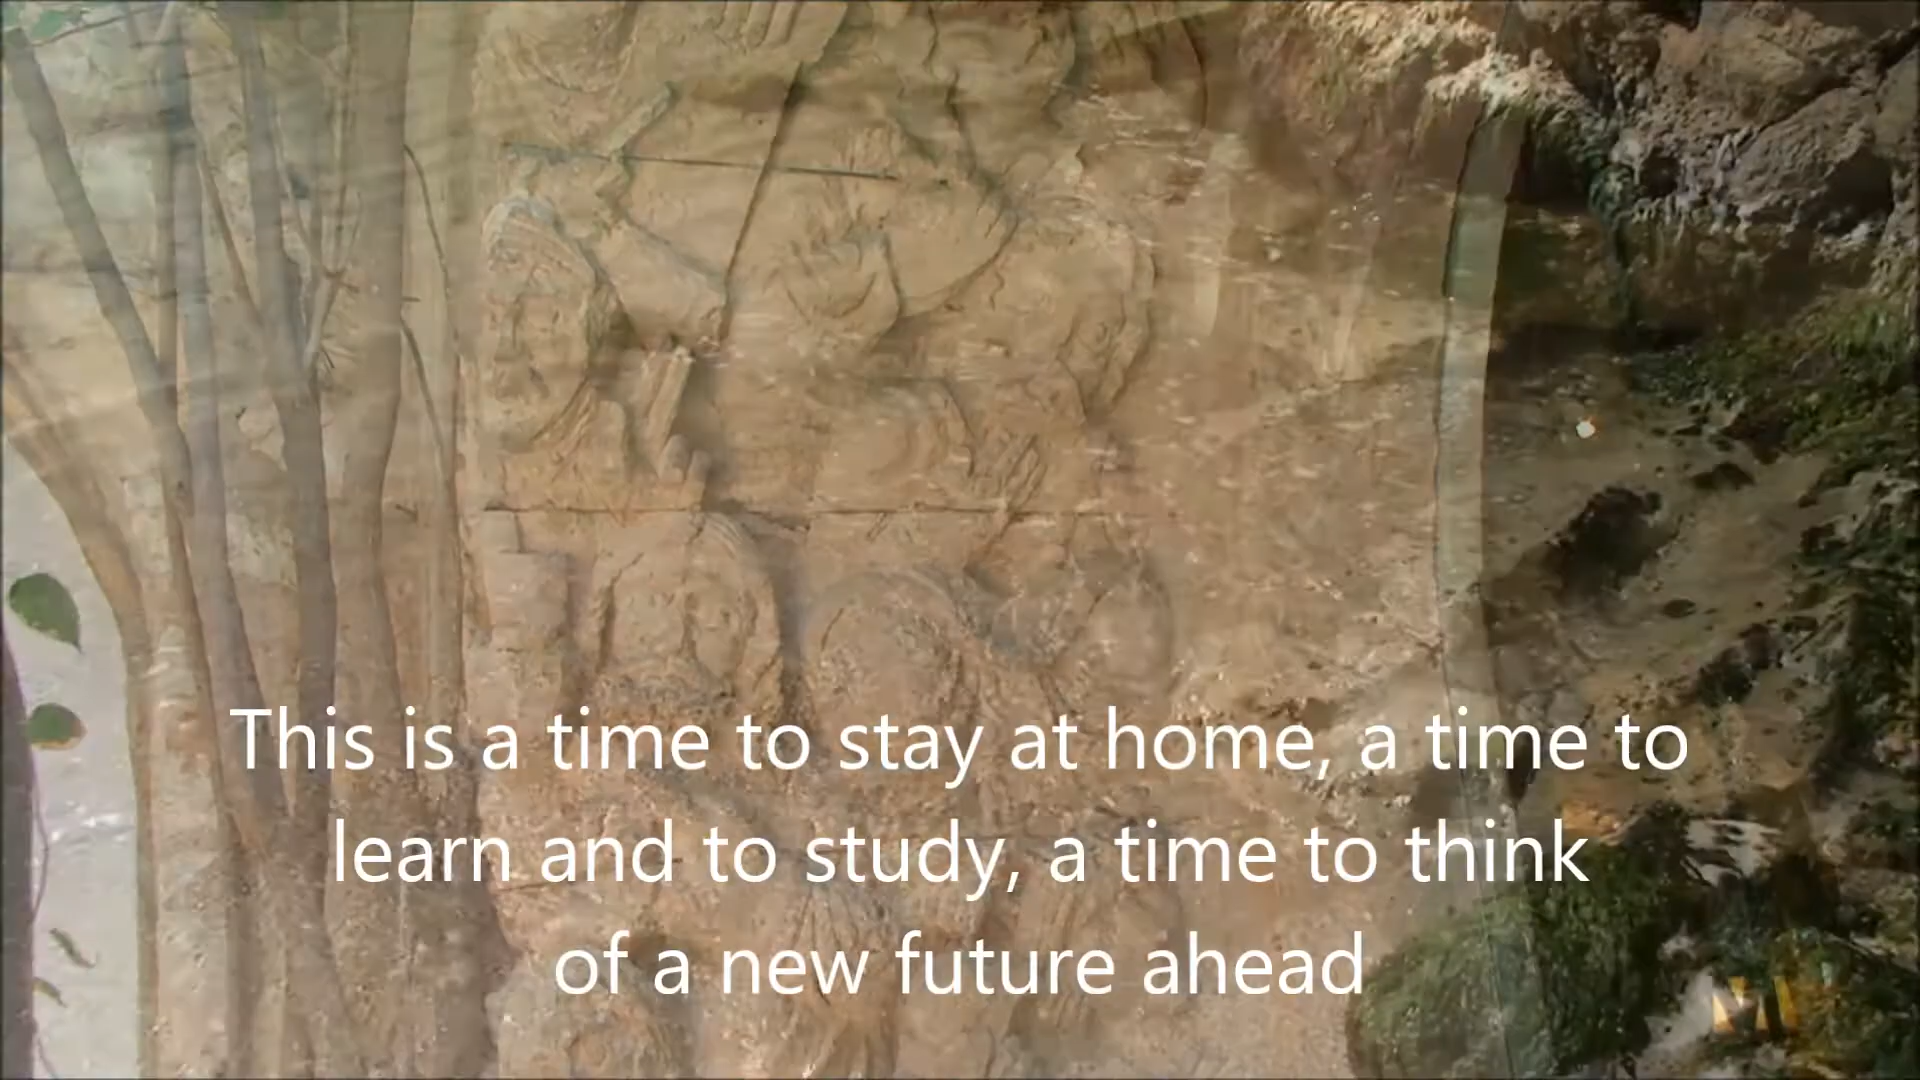 This is a time to stay at home, a time to
learn and to study, a time to think
of a new future ahead